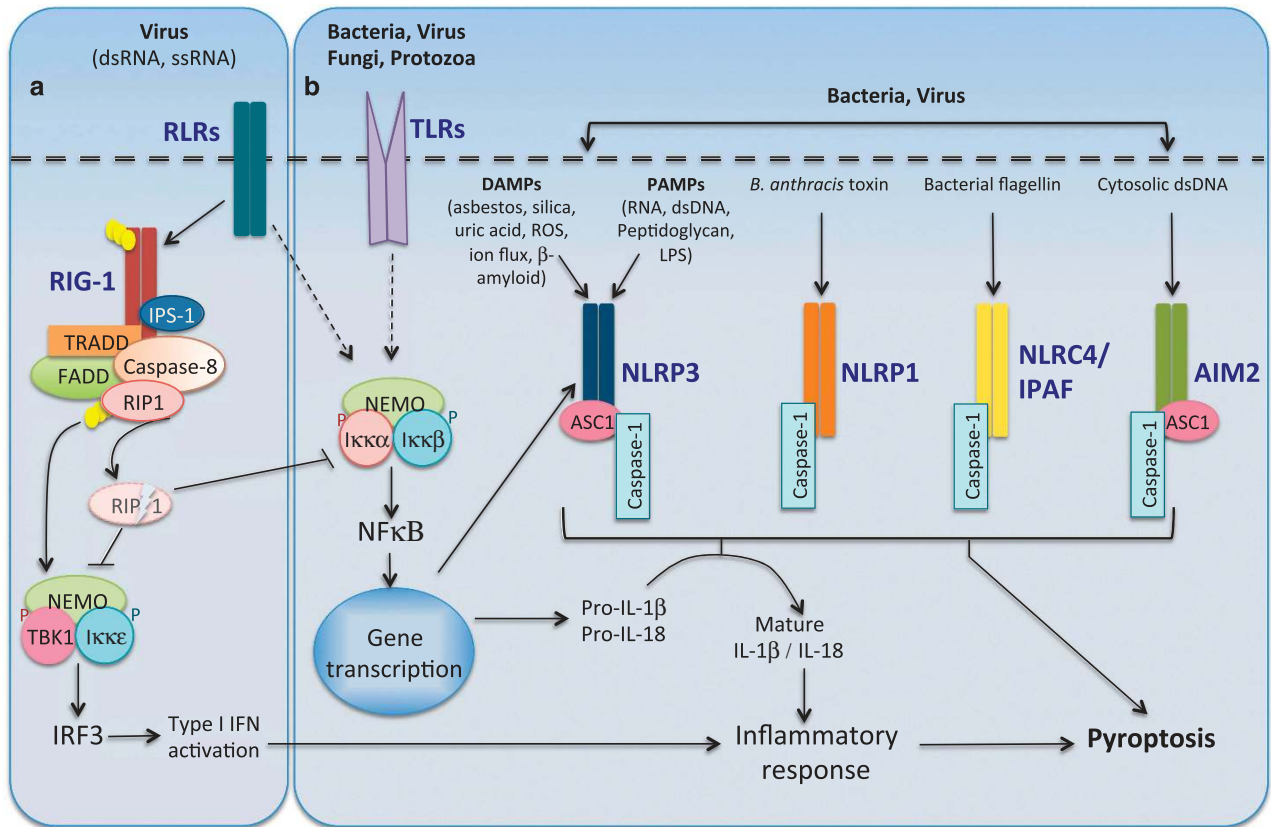 Virus
(dsRNA, ssRNA)
a
RLRs
RIG-1
IPS-1
TRADD
Caspase-8
FADD
RIP1
RIP 1
NEMO
P
P
TBK1
Iκκε
IRF3
Type I IFN
activation
Bacteria, Virus
Fungi, Protozoa
b
TLRs
Bacteria, Virus
DAMPs
(asbestos, silica,
uric acid, ROS,
ion flux, β-
amyloid)
PAMPs
(RNA, dsDNA,
Peptidoglycan,
LPS)
B. anthracis toxin
Bacterial flagellin
Cytosolic dsDNA
NEMO
P
P
Iκκα
Iκκβ
NFκB
Gene
transcription
NLRP3
ASC1
Caspase-1
NLRP1
Caspase-1
NLRC4/
IPAF
Caspase-1
AIM2
ASC1
Caspase-1
Pro-IL-1β
Pro-IL-18
Mature
IL-1β / IL-18
Inflammatory
response
Pyroptosis